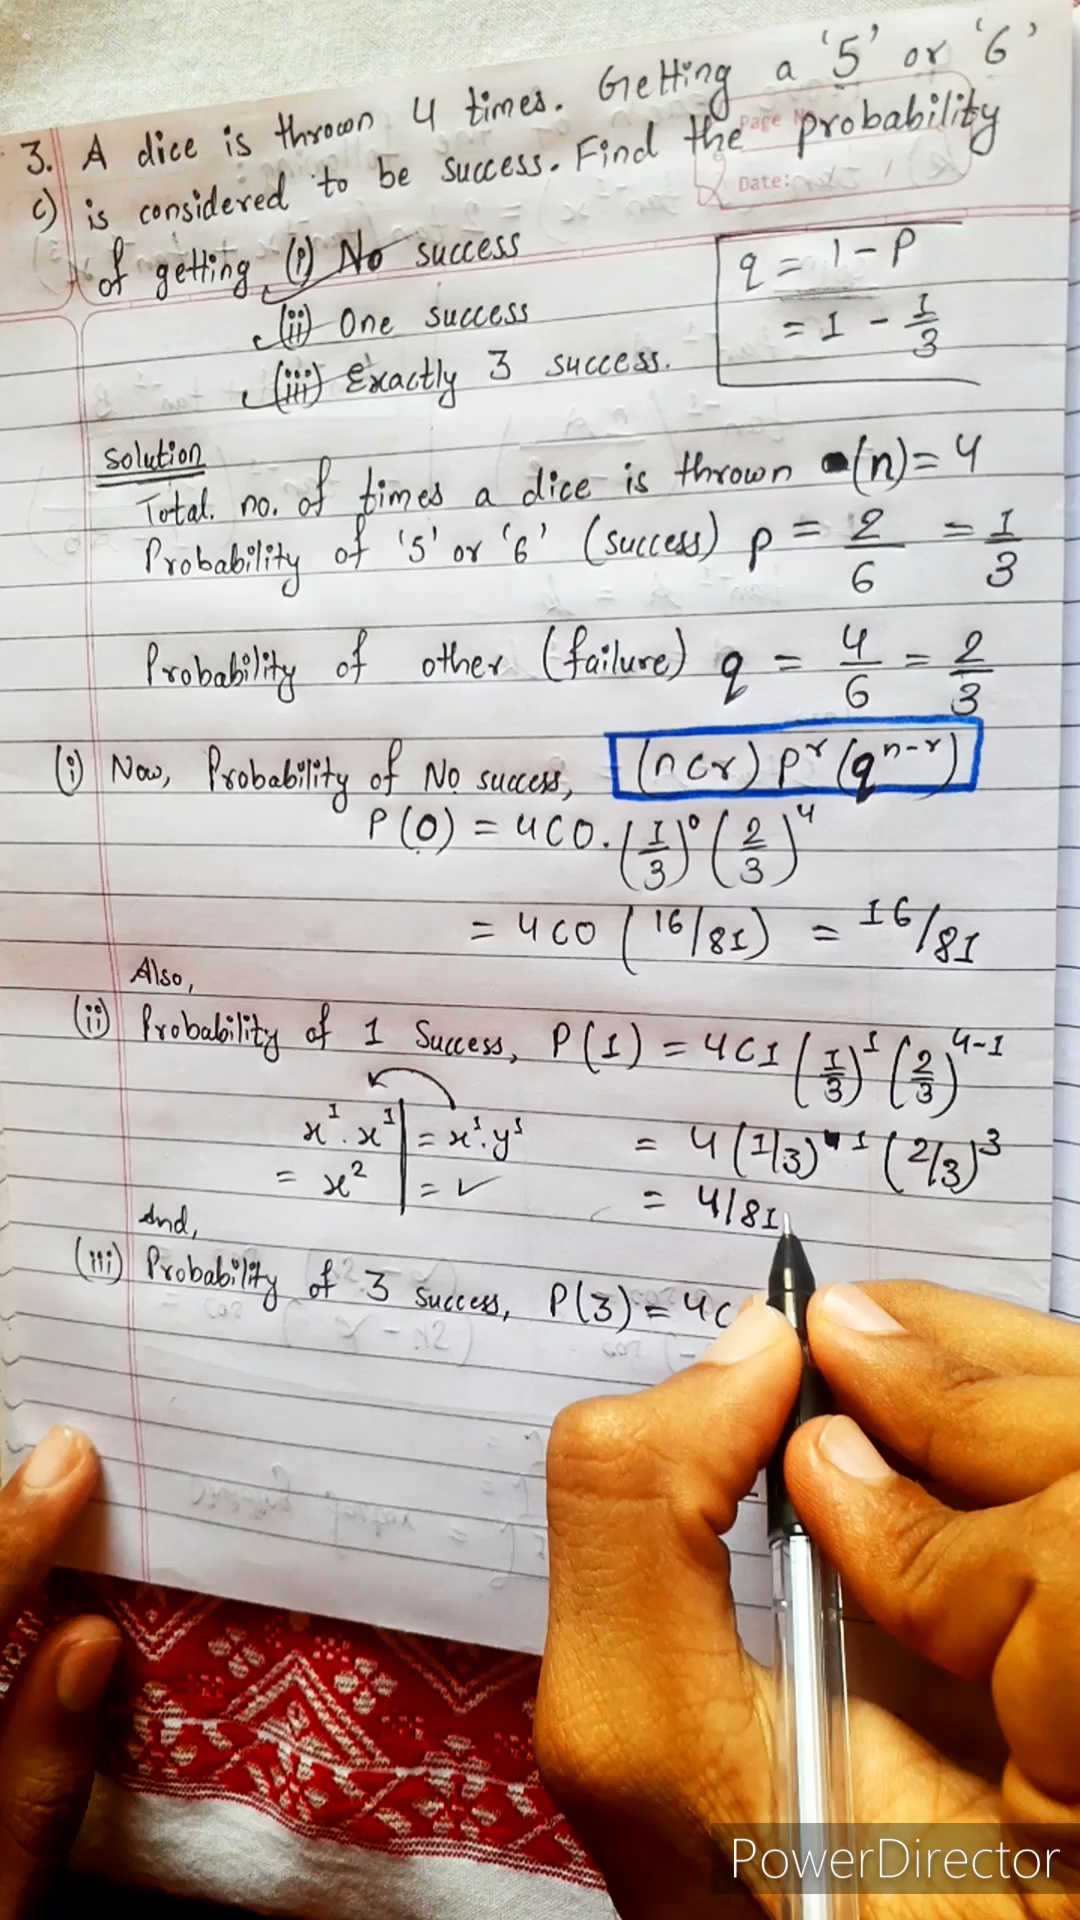 3. A dice is thrown 4 times. Getting a '5' or '6'
c) is considered to be success. Find the probability
of getting (i) No success
(ii) One success
(iii) Exactly 3 success.
Page No
Date:
q = 1 - P
= 1 - 1/3
Solution
Total. no. of times a dice is thrown (n) = 4
Probability of '5' or '6' (success) p = 2/6 = 1/3
Probability of other (failure) q = 4/6 = 2/3
(i) Now, Probability of No success, (ncr) p^r (q^n-r)
P(0) = 4C0. (1/3)^0 (2/3)^4
= 4C0 (16/81) = 16/81
Also,
(ii) Probability of 1 Success, P(1) = 4C1 (1/3)^1 (2/3)^4-1
x^1 . x^1 = x^1 . y^1
= x^2 = ✓
= 4 (1/3)^1 (2/3)^3
= 4/81
And,
(iii) Probability of 3 success, P(3) = 4C
PowerDirector